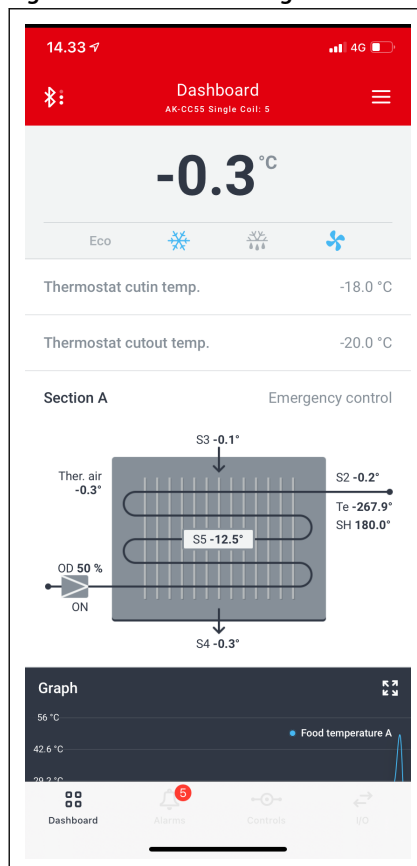 14.33
4G
Dashboard
AK-CC55 Single Coil: 5
-0.3 °C
Eco
Thermostat cutin temp. -18.0 °C
Thermostat cutout temp. -20.0 °C
Section A Emergency control
S3 -0.1°
Ther. air
-0.3°
S2 -0.2°
Te -267.9°
SH 180.0°
S5 -12.5°
OD 50 %
ON
S4 -0.3°
Graph
56 °C
Food temperature A
42.6 °C
29.2 °C
5
Dashboard Alarms Controls I/O